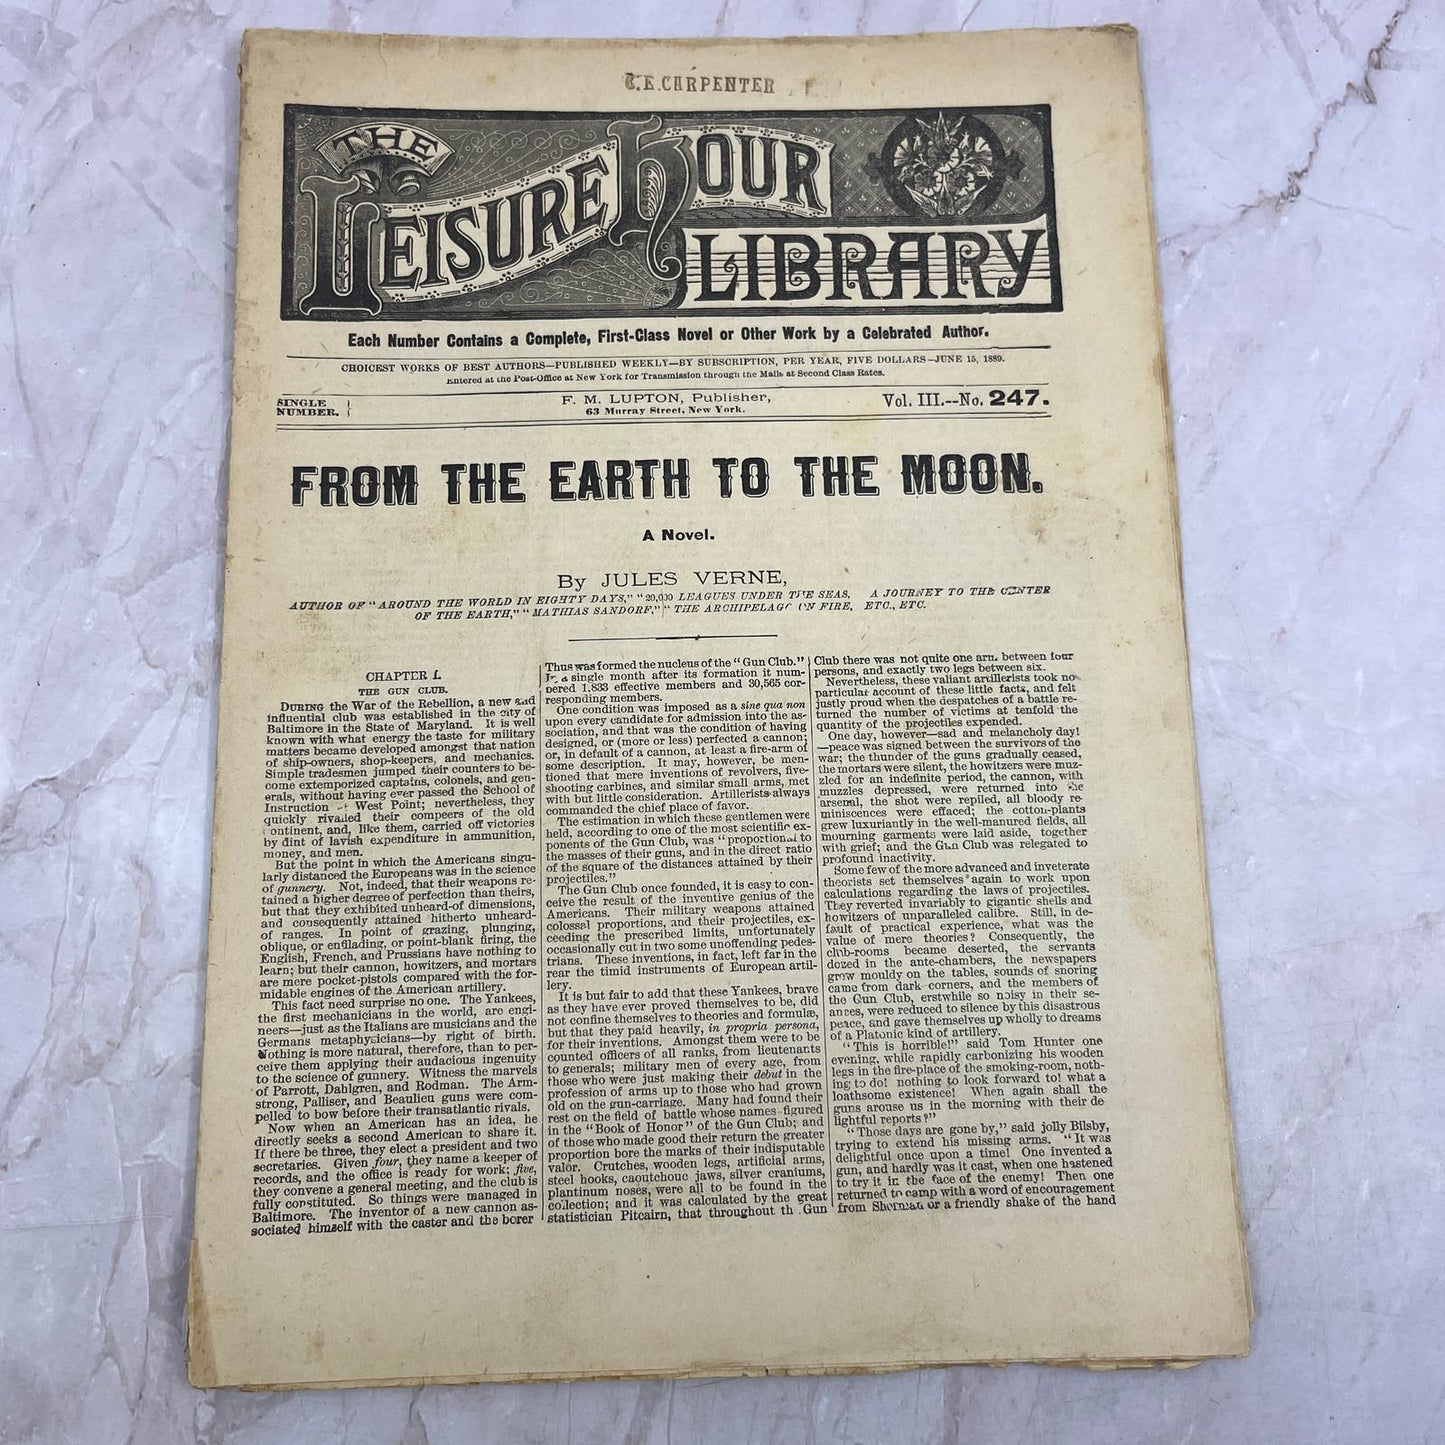 C.E.CARPENTER
THE
LEISURE HOUR
LIBRARY
Each Number Contains a Complete, First-Class Novel or Other Work by a Celebrated Author.
CHOICEST WORKS OF BEST AUTHORS—PUBLISHED WEEKLY—BY SUBSCRIPTION, PER YEAR, FIVE DOLLARS—JUNE 15, 1889.
Entered at the Post-Office at New York for Transmission through the Mails at Second Class Rates.
SINGLE
NUMBER.
F. M. LUPTON, Publisher,
63 Murray Street, New York.
Vol. III.--No. 247.
FROM THE EARTH TO THE MOON.
A Novel.
By JULES VERNE,
AUTHOR OF "AROUND THE WORLD IN EIGHTY DAYS," "20,000 LEAGUES UNDER THE SEAS, A JOURNEY TO THE CENTER
OF THE EARTH," "MATHIAS SANDORF," "THE ARCHIPELAGO ON FIRE, ETC., ETC.
CHAPTER I.
THE GUN CLUB.
DURING the War of the Rebellion, a new and
influential club was established in the city of
Baltimore in the State of Maryland. It is well
known with what energy the taste for military
matters became developed amongst that nation
of ship-owners, shop-keepers, and mechanics.
Simple tradesmen jumped their counters to be-
come extemporized captains, colonels, and gen-
erals, without having ever passed the School of
Instruction at West Point; nevertheless, they
quickly rivalled their compeers of the old
continent, and, like them, carried off victories
by dint of lavish expenditure in ammunition,
money, and men.
But the point in which the Americans singu-
larly distanced the Europeans was in the science
of gunnery. Not, indeed, that their weapons re-
tained a higher degree of perfection than theirs,
but that they exhibited unheard-of dimensions,
and consequently attained hitherto unheard-
of ranges. In point of grazing, plunging,
oblique, or enfilading, or point-blank firing, the
English, French, and Prussians have nothing to
learn; but their cannon, howitzers, and mortars
are mere pocket-pistols compared with the for-
midable engines of the American artillery.
This fact need surprise no one. The Yankees,
the first mechanicians in the world, are engi-
neers—just as the Italians are musicians and the
Germans metaphysicians—by right of birth.
Nothing is more natural, therefore, than to per-
ceive them applying their audacious ingenuity
to the science of gunnery. Witness the marvels
of Parrott, Dahlgren, and Rodman. The Arm-
strong, Palliser, and Beaulieu guns were com-
pelled to bow before their transatlantic rivals.
Now when an American has an idea, he
directly seeks a second American to share it.
If there be three, they elect a president and two
secretaries. Given four, they name a keeper of
records, and the office is ready for work; five,
they convene a general meeting, and the club is
fully constituted. So things were managed in
Baltimore. The inventor of a new cannon as-
sociated himself with the caster and the borer
Thus was formed the nucleus of the "Gun Club."
In a single month after its formation it num-
bered 1,833 effective members and 30,565 cor-
responding members.
One condition was imposed as a sine qua non
upon every candidate for admission into the as-
sociation, and that was the condition of having
designed, or (more or less) perfected a cannon;
or, in default of a cannon, at least a fire-arm of
some description. It may, however, be men-
tioned that mere inventions of revolvers, five-
shooting carbines, and similar small arms, met
with but little consideration. Artillerists always
commanded the chief place of favor.
The estimation in which these gentlemen were
held, according to one of the most scientific ex-
ponents of the Gun Club, was "proportional to
the masses of their guns, and in the direct ratio
of the square of the distances attained by their
projectiles."
The Gun Club once founded, it is easy to con-
ceive the result of the inventive genius of the
Americans. Their military weapons attained
colossal proportions, and their projectiles, ex-
ceeding the prescribed limits, unfortunately
occasionally cut in two some unoffending pedes-
trians. These inventions, in fact, left far in the
rear the timid instruments of European artil-
lery.
It is but fair to add that these Yankees, brave
as they have ever proved themselves to be, did
not confine themselves to theories and formulæ,
but that they paid heavily, in propria persona,
for their inventions. Amongst them were to be
counted officers of all ranks, from lieutenants
to generals; military men of every age, from
those who were just making their debut in the
profession of arms up to those who had grown
old on the gun-carriage. Many had found their
rest on the field of battle whose names figured
in the "Book of Honor" of the Gun Club; and
of those who made good their return the greater
proportion bore the marks of their indisputable
valor. Crutches, wooden legs, artificial arms,
steel hooks, caoutchouc jaws, silver craniums,
plantinum noses, were all to be found in the
collection; and it was calculated by the great
statistician Pitcairn, that throughout th Gun
Club there was not quite one arm between four
persons, and exactly two legs between six.
Nevertheless, these valiant artillerists took no
particular account of these little facts, and felt
justly proud when the despatches of a battle re-
turned the number of victims at tenfold the
quantity of the projectiles expended.
One day, however—sad and melancholy day!
—peace was signed between the survivors of the
war; the thunder of the guns gradually ceased,
the mortars were silent, the howitzers were muz-
zled for an indefinite period, the cannon, with
muzzles depressed, were returned into the
arsenal, the shot were repiled, all bloody re-
miniscences were effaced; the cotton-plants
grew luxuriantly in the well-manured fields, all
mourning garments were laid aside, together
with grief; and the Gun Club was relegated to
profound inactivity.
Some few of the more advanced and inveterate
theorists set themselves again to work upon
calculations regarding the laws of projectiles.
They reverted invariably to gigantic shells and
howitzers of unparalleled calibre. Still, in de-
fault of practical experience, what was the
value of mere theories? Consequently, the
club-rooms became deserted, the servants
dozed in the ante-chambers, the newspapers
grew mouldy on the tables, sounds of snoring
came from dark corners, and the members of
the Gun Club, erstwhile so noisy in their se-
ances, were reduced to silence by this disastrous
peace, and gave themselves up wholly to dreams
of a Platonic kind of artillery.
"This is horrible!" said Tom Hunter one
evening, while rapidly carbonizing his wooden
legs in the fire-place of the smoking-room, noth-
ing to do! nothing to look forward to! what a
loathsome existence! When again shall the
guns arouse us in the morning with their de
lightful reports?"
"Those days are gone by," said jolly Bilsby,
trying to extend his missing arms. "It was
delightful once upon a time! One invented a
gun, and hardly was it cast, when one hastened
to try it in the face of the enemy! Then one
returned to camp with a word of encouragement
from Sherman or a friendly shake of the hand